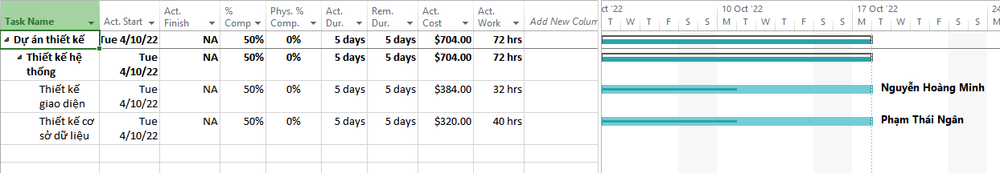 Task Name Act. Start Act. Finish % Comp Phys. % Comp. Act. Dur. Rem. Dur. Act. Cost Act. Work Add New Colum
Dự án thiết kế Tue 4/10/22 NA 50% 0% 5 days 5 days $704.00 72 hrs
Thiết kế hệ thống Tue 4/10/22 NA 50% 0% 5 days 5 days $704.00 72 hrs
Thiết kế giao diện Tue 4/10/22 NA 50% 0% 5 days 5 days $384.00 32 hrs
Thiết kế cơ sở dữ liệu Tue 4/10/22 NA 50% 0% 5 days 5 days $320.00 40 hrs
ct '22 10 Oct '22 17 Oct '22 24
T W T F S S M T W T F S S M T W T F S S M
Nguyễn Hoàng Minh
Phạm Thái Ngân